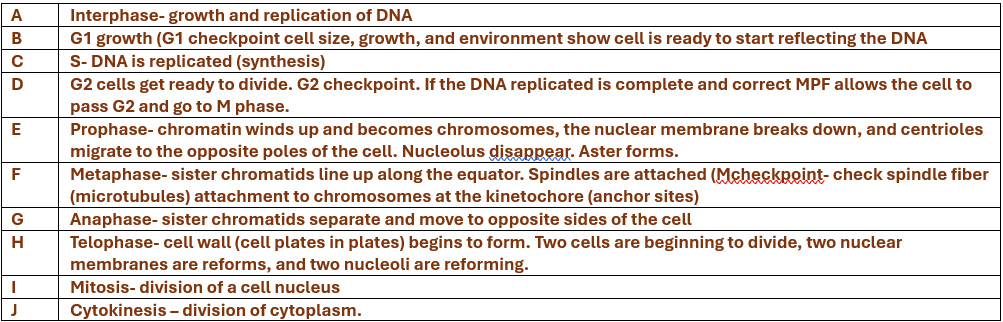 A Interphase- growth and replication of DNA
B G1 growth (G1 checkpoint cell size, growth, and environment show cell is ready to start reflecting the DNA
C S- DNA is replicated (synthesis)
D G2 cells get ready to divide. G2 checkpoint. If the DNA replicated is complete and correct MPF allows the cell to
pass G2 and go to M phase.
E Prophase- chromatin winds up and becomes chromosomes, the nuclear membrane breaks down, and centrioles
migrate to the opposite poles of the cell. Nucleolus disappear. Aster forms.
F Metaphase- sister chromatids line up along the equator. Spindles are attached (Mcheckpoint- check spindle fiber
(microtubules) attachment to chromosomes at the kinetochore (anchor sites)
G Anaphase- sister chromatids separate and move to opposite sides of the cell
H Telophase- cell wall (cell plates in plates) begins to form. Two cells are beginning to divide, two nuclear
membranes are reforms, and two nucleoli are reforming.
I Mitosis- division of a cell nucleus
J Cytokinesis – division of cytoplasm.